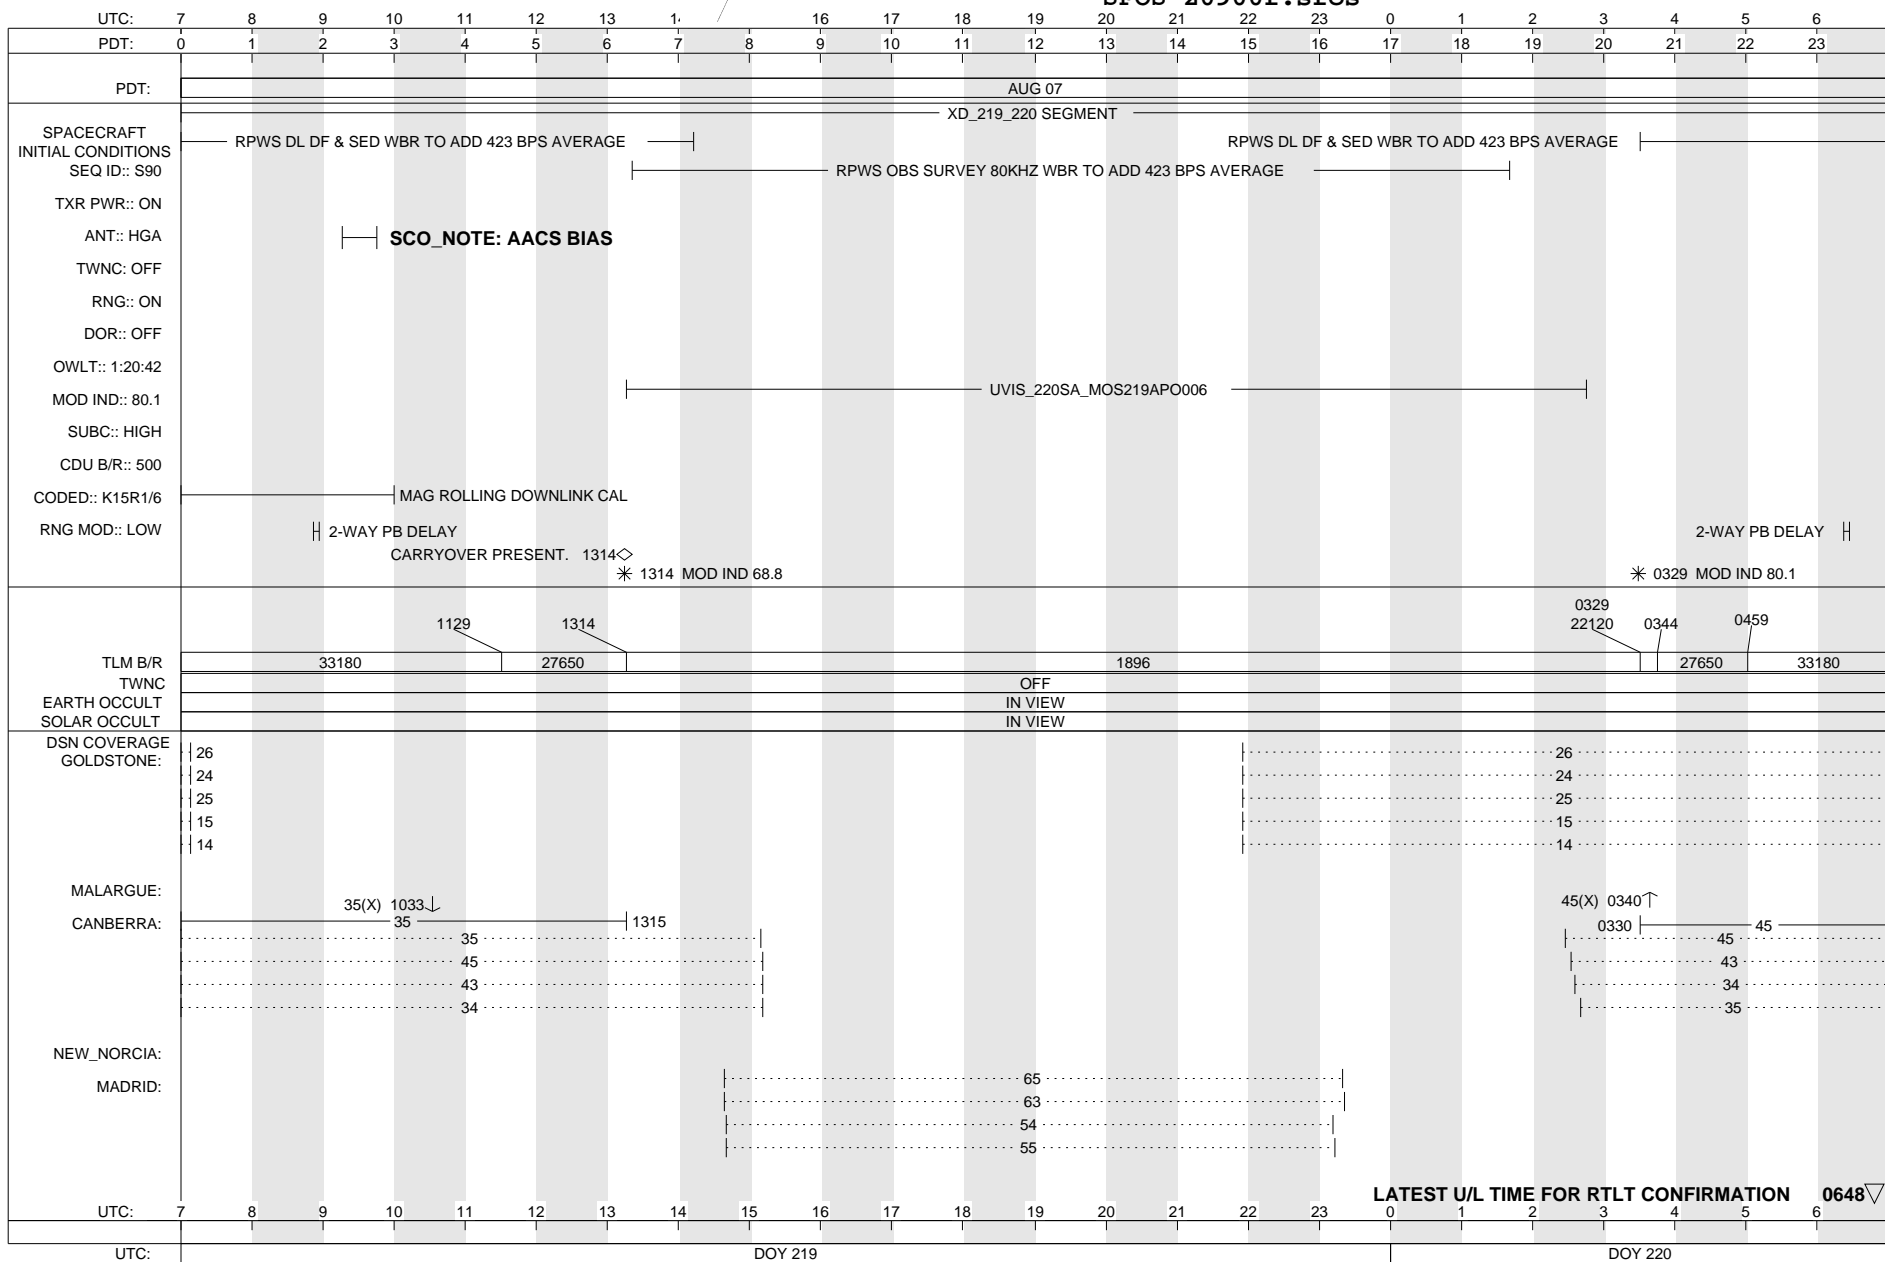 UTC: 7 8 9 10 11 12 13 14 16 17 18 19 20 21 22 23 0 1 2 3 4 5 6
PDT: 0 1 2 3 4 5 6 7 8 9 10 11 12 13 14 15 16 17 18 19 20 21 22 23
PDT: AUG 07
XD_219_220 SEGMENT
SPACECRAFT
INITIAL CONDITIONS
RPWS DL DF & SED WBR TO ADD 423 BPS AVERAGE RPWS DL DF & SED WBR TO ADD 423 BPS AVERAGE
SEQ ID:: S90 RPWS OBS SURVEY 80KHZ WBR TO ADD 423 BPS AVERAGE
TXR PWR:: ON
ANT:: HGA SCO_NOTE: AACS BIAS
TWNC: OFF
RNG:: ON
DOR:: OFF
OWLT:: 1:20:42
UVIS_220SA_MOS219APO006
MOD IND:: 80.1
SUBC:: HIGH
CDU B/R:: 500
CODED:: K15R1/6 MAG ROLLING DOWNLINK CAL
RNG MOD:: LOW 2-WAY PB DELAY 2-WAY PB DELAY
CARRYOVER PRESENT. 1314
1314 MOD IND 68.8 0329 MOD IND 80.1
0329
1129 1314 22120 0344 0459
TLM B/R 33180 27650 1896 27650 33180
TWNC OFF
EARTH OCCULT IN VIEW
SOLAR OCCULT IN VIEW
DSN COVERAGE
GOLDSTONE:
26 26
24 24
25 25
15 15
14 14
MALARGUE:
35(X) 1033 45(X) 0340
CANBERRA: 35 1315 0330 45
35 45
45 43
43 34
34 35
NEW_NORCIA:
MADRID:
65
63
54
55
LATEST U/L TIME FOR RTLT CONFIRMATION 0648
UTC: 7 8 9 10 11 12 13 14 15 16 17 18 19 20 21 22 23 0 1 2 3 4 5 6
UTC: DOY 219 DOY 220